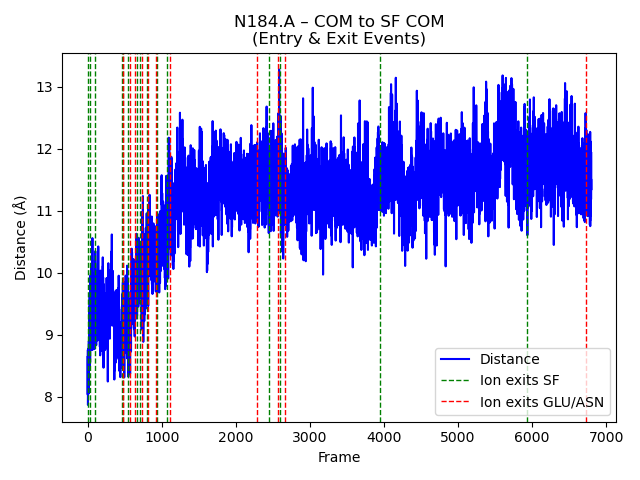 N184.A – COM to SF COM
(Entry & Exit Events)
Distance (Å)
13
12
11
10
9
8
Distance
Ion exits SF
Ion exits GLU/ASN
0 1000 2000 3000 4000 5000 6000 7000
Frame